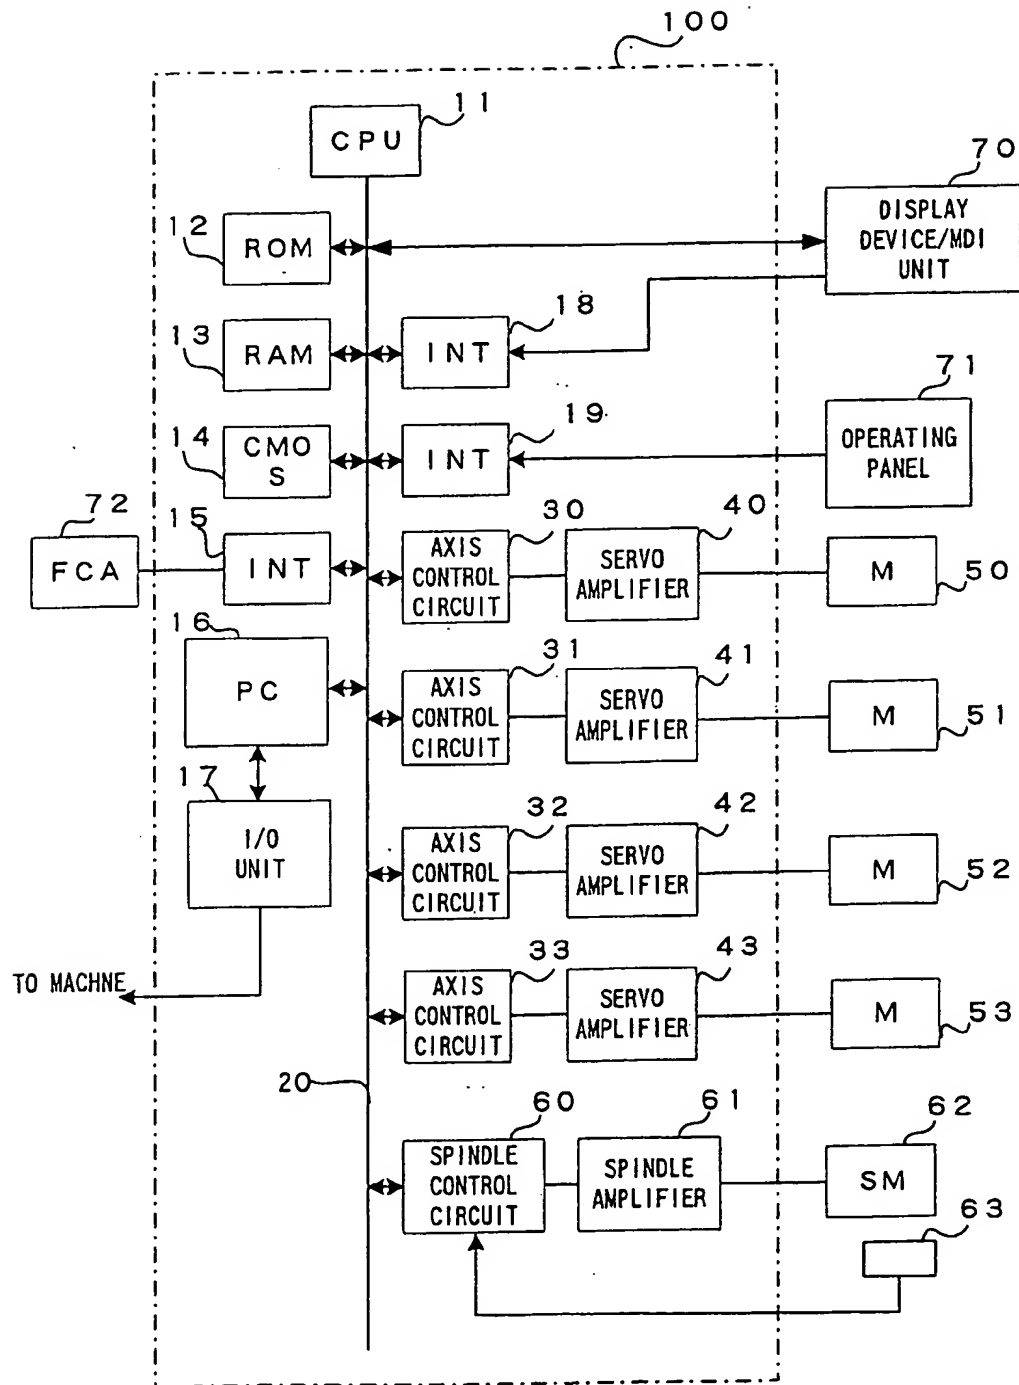 100
11
CPU
70
DISPLAY
DEVICE/MDI
UNIT
12
ROM
18
13
RAM
INT
71
19
14
CMO
S
INT
OPERATING
PANEL
72
15
30
40
FCA
INT
AXIS
CONTROL
CIRCUIT
SERVO
AMPLIFIER
M
50
16
PC
31
41
AXIS
CONTROL
CIRCUIT
SERVO
AMPLIFIER
M
51
17
I/O
UNIT
32
42
AXIS
CONTROL
CIRCUIT
SERVO
AMPLIFIER
M
52
TO MACHNE
33
43
AXIS
CONTROL
CIRCUIT
SERVO
AMPLIFIER
M
53
20
60
61
62
SPINDLE
CONTROL
CIRCUIT
SPINDLE
AMPLIFIER
SM
63